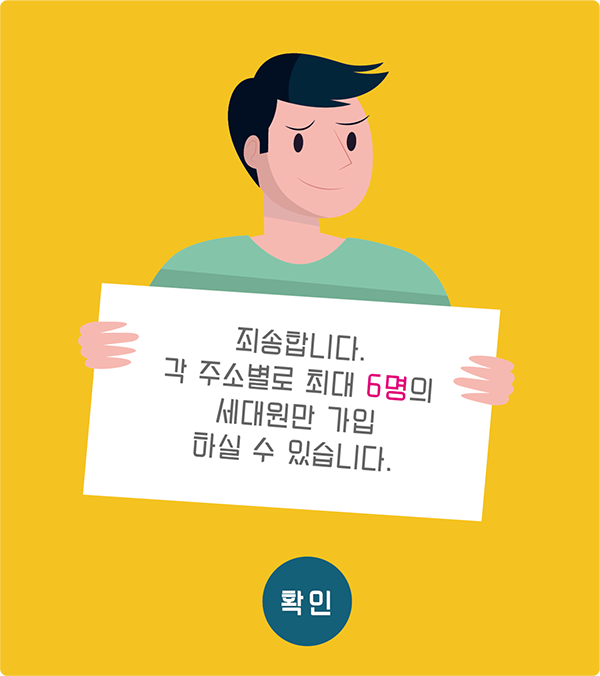 죄송합니다.
각 주소별로 최대 6명의
세대원만 가입
하실 수 있습니다.
확인